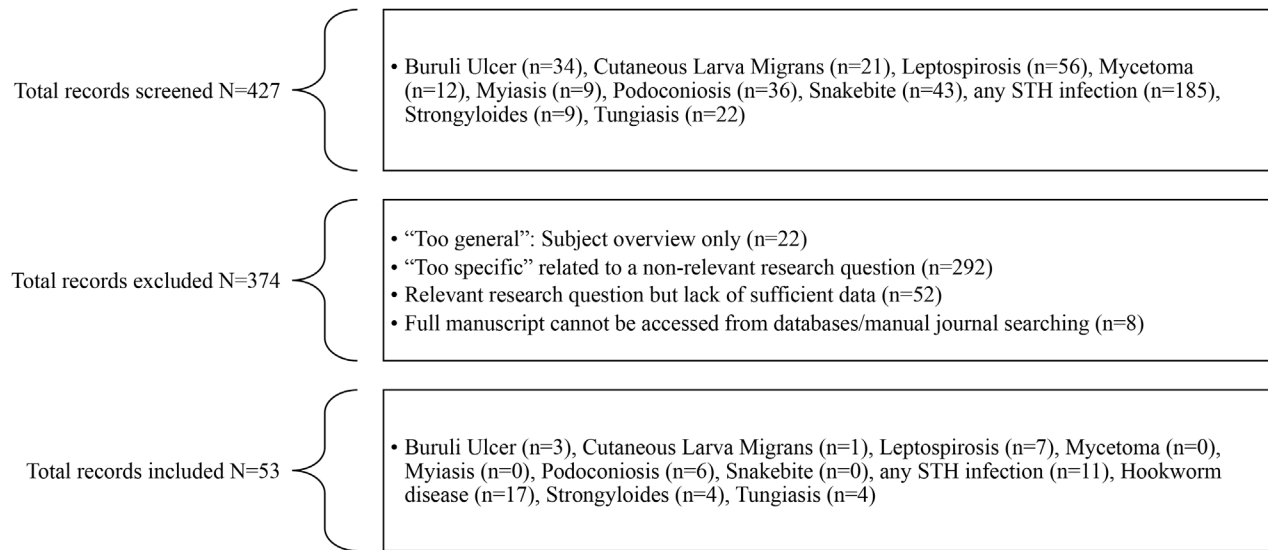 Total records screened N=427
• Buruli Ulcer (n=34), Cutaneous Larva Migrans (n=21), Leptospirosis (n=56), Mycetoma
(n=12), Myiasis (n=9), Podoconiosis (n=36), Snakebite (n=43), any STH infection (n=185),
Strongyloides (n=9), Tungiasis (n=22)
Total records excluded N=374
• “Too general”: Subject overview only (n=22)
• “Too specific” related to a non-relevant research question (n=292)
• Relevant research question but lack of sufficient data (n=52)
• Full manuscript cannot be accessed from databases/manual journal searching (n=8)
Total records included N=53
• Buruli Ulcer (n=3), Cutaneous Larva Migrans (n=1), Leptospirosis (n=7), Mycetoma (n=0),
Myiasis (n=0), Podoconiosis (n=6), Snakebite (n=0), any STH infection (n=11), Hookworm
disease (n=17), Strongyloides (n=4), Tungiasis (n=4)